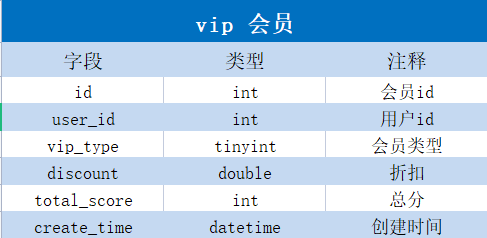 vip 会员
字段 类型 注释
id int 会员id
user_id int 用户id
vip_type tinyint 会员类型
discount double 折扣
total_score int 总分
create_time datetime 创建时间